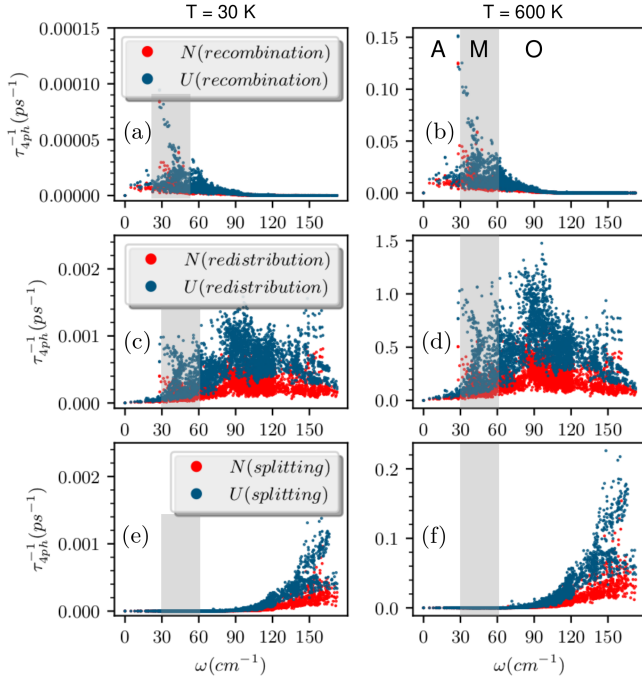 T = 30 K
T = 600 K
0.00015
0.00010
0.00005
0.00000
τ₄ₚₕ⁻¹(ps⁻¹)
N(recombination)
U(recombination)
(a)
0 30 60 90 120 150
0.15
0.10
0.05
0.00
A M O
(b)
0 30 60 90 120 150
0.002
0.001
0.000
τ₄ₚₕ⁻¹(ps⁻¹)
N(redistribution)
U(redistribution)
(c)
0 30 60 90 120 150
1.5
1.0
0.5
0.0
(d)
0 30 60 90 120 150
0.002
0.001
0.000
τ₄ₚₕ⁻¹(ps⁻¹)
N(splitting)
U(splitting)
(e)
0 30 60 90 120 150
ω(cm⁻¹)
0.2
0.1
0.0
(f)
0 30 60 90 120 150
ω(cm⁻¹)